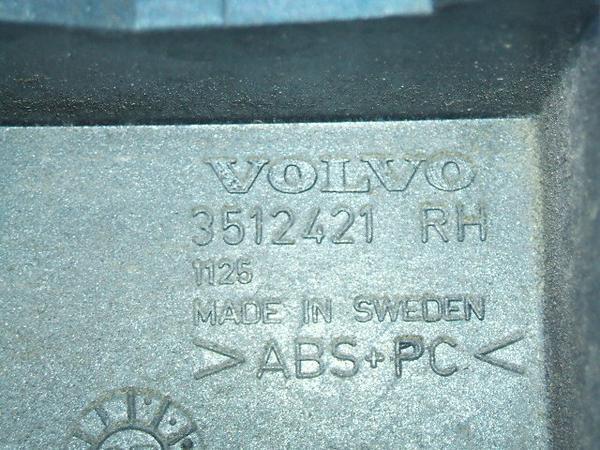 VOLVO
3512421 RH
1125
MADE IN SWEDEN
>ABS+PC<